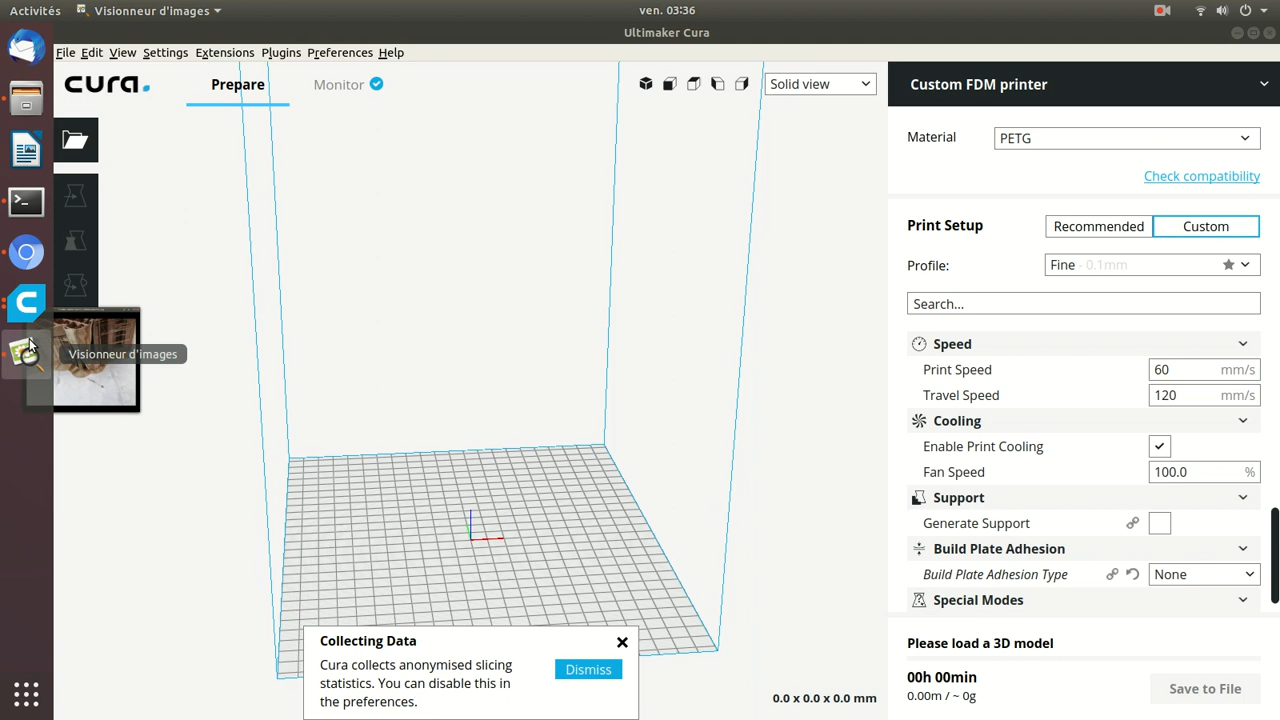 Activités Visionneur d'images ven. 03:36
Ultimaker Cura
File Edit View Settings Extensions Plugins Preferences Help
cura. Prepare Monitor Solid view Custom FDM printer
Material PETG
Check compatibility
Print Setup Recommended Custom
Profile: Fine - 0.1mm
Search...
Speed
Visionneur d'images
Print Speed 60 mm/s
Travel Speed 120 mm/s
Cooling
Enable Print Cooling
Fan Speed 100.0 %
Support
Generate Support
Build Plate Adhesion
Build Plate Adhesion Type None
Special Modes
Collecting Data
Cura collects anonymised slicing
statistics. You can disable this in
the preferences.
Dismiss
0.0 x 0.0 x 0.0 mm
Please load a 3D model
00h 00min
0.00m / ~ 0g
Save to File